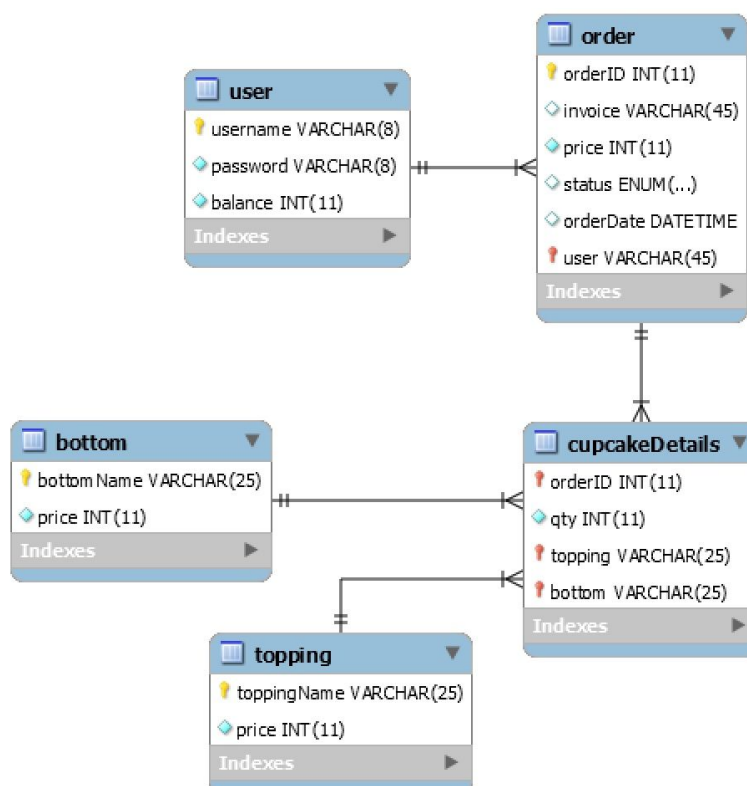 order
orderID INT(11)
invoice VARCHAR(45)
price INT(11)
status ENUM(...)
orderDate DATETIME
user VARCHAR(45)
Indexes
user
username VARCHAR(8)
password VARCHAR(8)
balance INT(11)
Indexes
bottom
bottomName VARCHAR(25)
price INT(11)
Indexes
cupcakeDetails
orderID INT(11)
qty INT(11)
topping VARCHAR(25)
bottom VARCHAR(25)
Indexes
topping
toppingName VARCHAR(25)
price INT(11)
Indexes